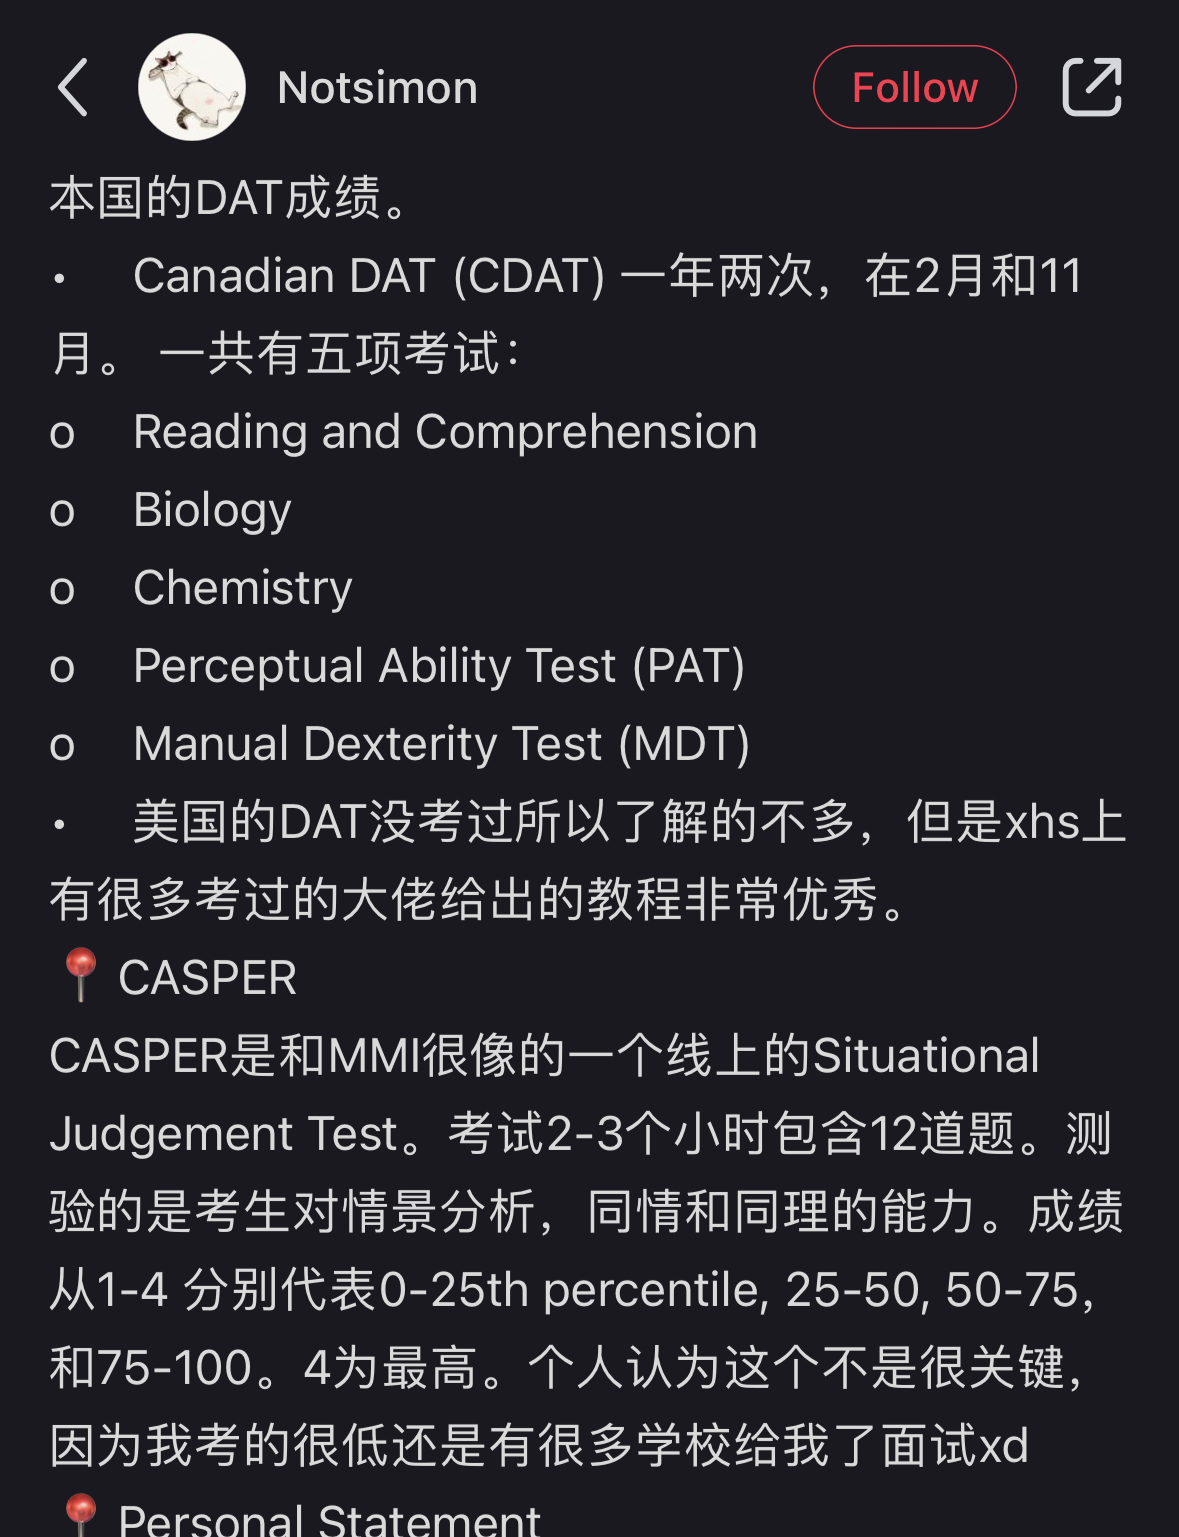 Notsimon
Follow
本国的DAT成绩。
• Canadian DAT (CDAT) 一年两次，在2月和11
月。 一共有五项考试：
o Reading and Comprehension
o Biology
o Chemistry
o Perceptual Ability Test (PAT)
o Manual Dexterity Test (MDT)
• 美国的DAT没考过所以了解的不多，但是xhs上
有很多考过的大佬给出的教程非常优秀。
📍CASPER
CASPER是和MMI很像的一个线上的Situational
Judgement Test。考试2-3个小时包含12道题。测
验的是考生对情景分析，同情和同理的能力。成绩
从1-4 分别代表0-25th percentile, 25-50, 50-75，
和75-100。4为最高。个人认为这个不是很关键，
因为我考的很低还是有很多学校给我了面试xd
📍Personal Statement